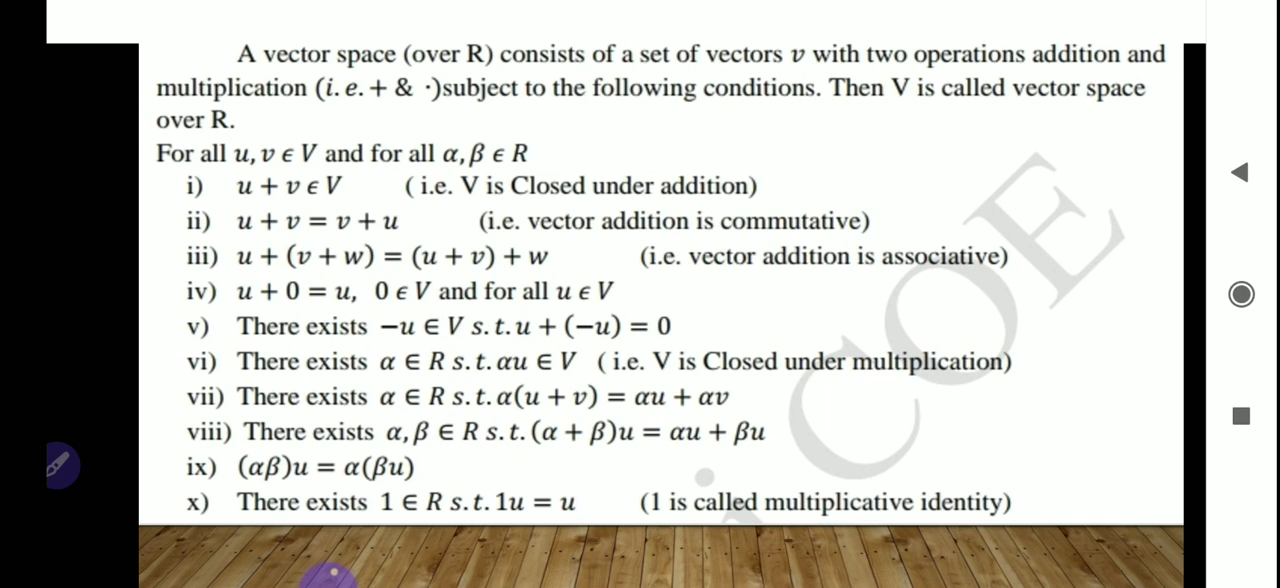 A vector space (over R) consists of a set of vectors v with two operations addition and
multiplication (i. e. + & ·)subject to the following conditions. Then V is called vector space
over R.
For all u, v ϵ V and for all α, β ϵ R
i) u + v ϵ V ( i.e. V is Closed under addition)
ii) u + v = v + u (i.e. vector addition is commutative)
iii) u + (v + w) = (u + v) + w (i.e. vector addition is associative)
iv) u + 0 = u, 0 ϵ V and for all u ϵ V
v) There exists −u ∈ V s. t. u + (−u) = 0
vi) There exists α ∈ R s. t. αu ∈ V ( i.e. V is Closed under multiplication)
vii) There exists α ∈ R s. t. α(u + v) = αu + αv
viii) There exists α, β ∈ R s. t. (α + β)u = αu + βu
ix) (αβ)u = α(βu)
x) There exists 1 ∈ R s. t. 1u = u (1 is called multiplicative identity)
i COE